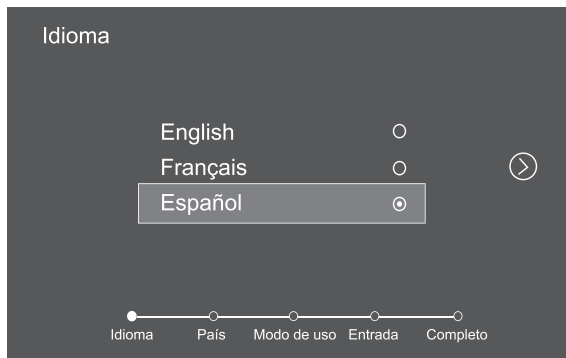 Idioma
English
Français
Español
Idioma País Modo de uso Entrada Completo